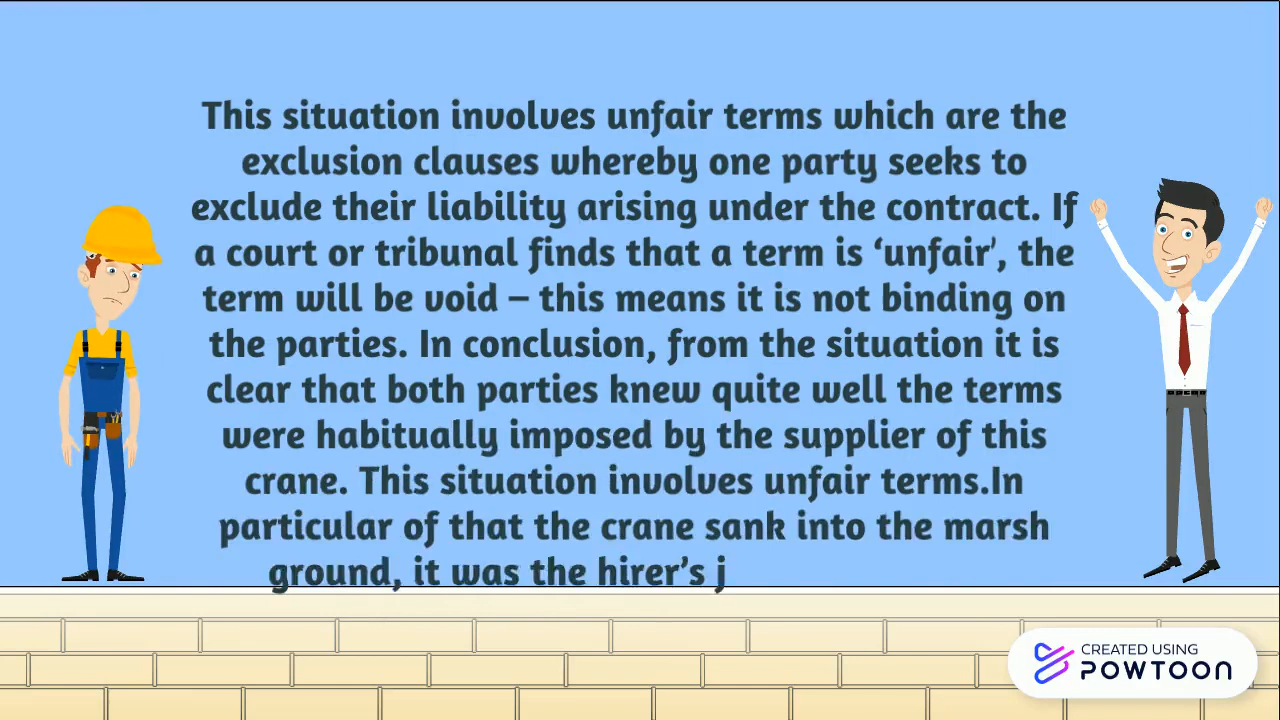 This situation involves unfair terms which are the
exclusion clauses whereby one party seeks to
exclude their liability arising under the contract. If
a court or tribunal finds that a term is ‘unfair’, the
term will be void – this means it is not binding on
the parties. In conclusion, from the situation it is
clear that both parties knew quite well the terms
were habitually imposed by the supplier of this
crane. This situation involves unfair terms.In
particular of that the crane sank into the marsh
ground, it was the hirer’s j
CREATED USING
POWTOON